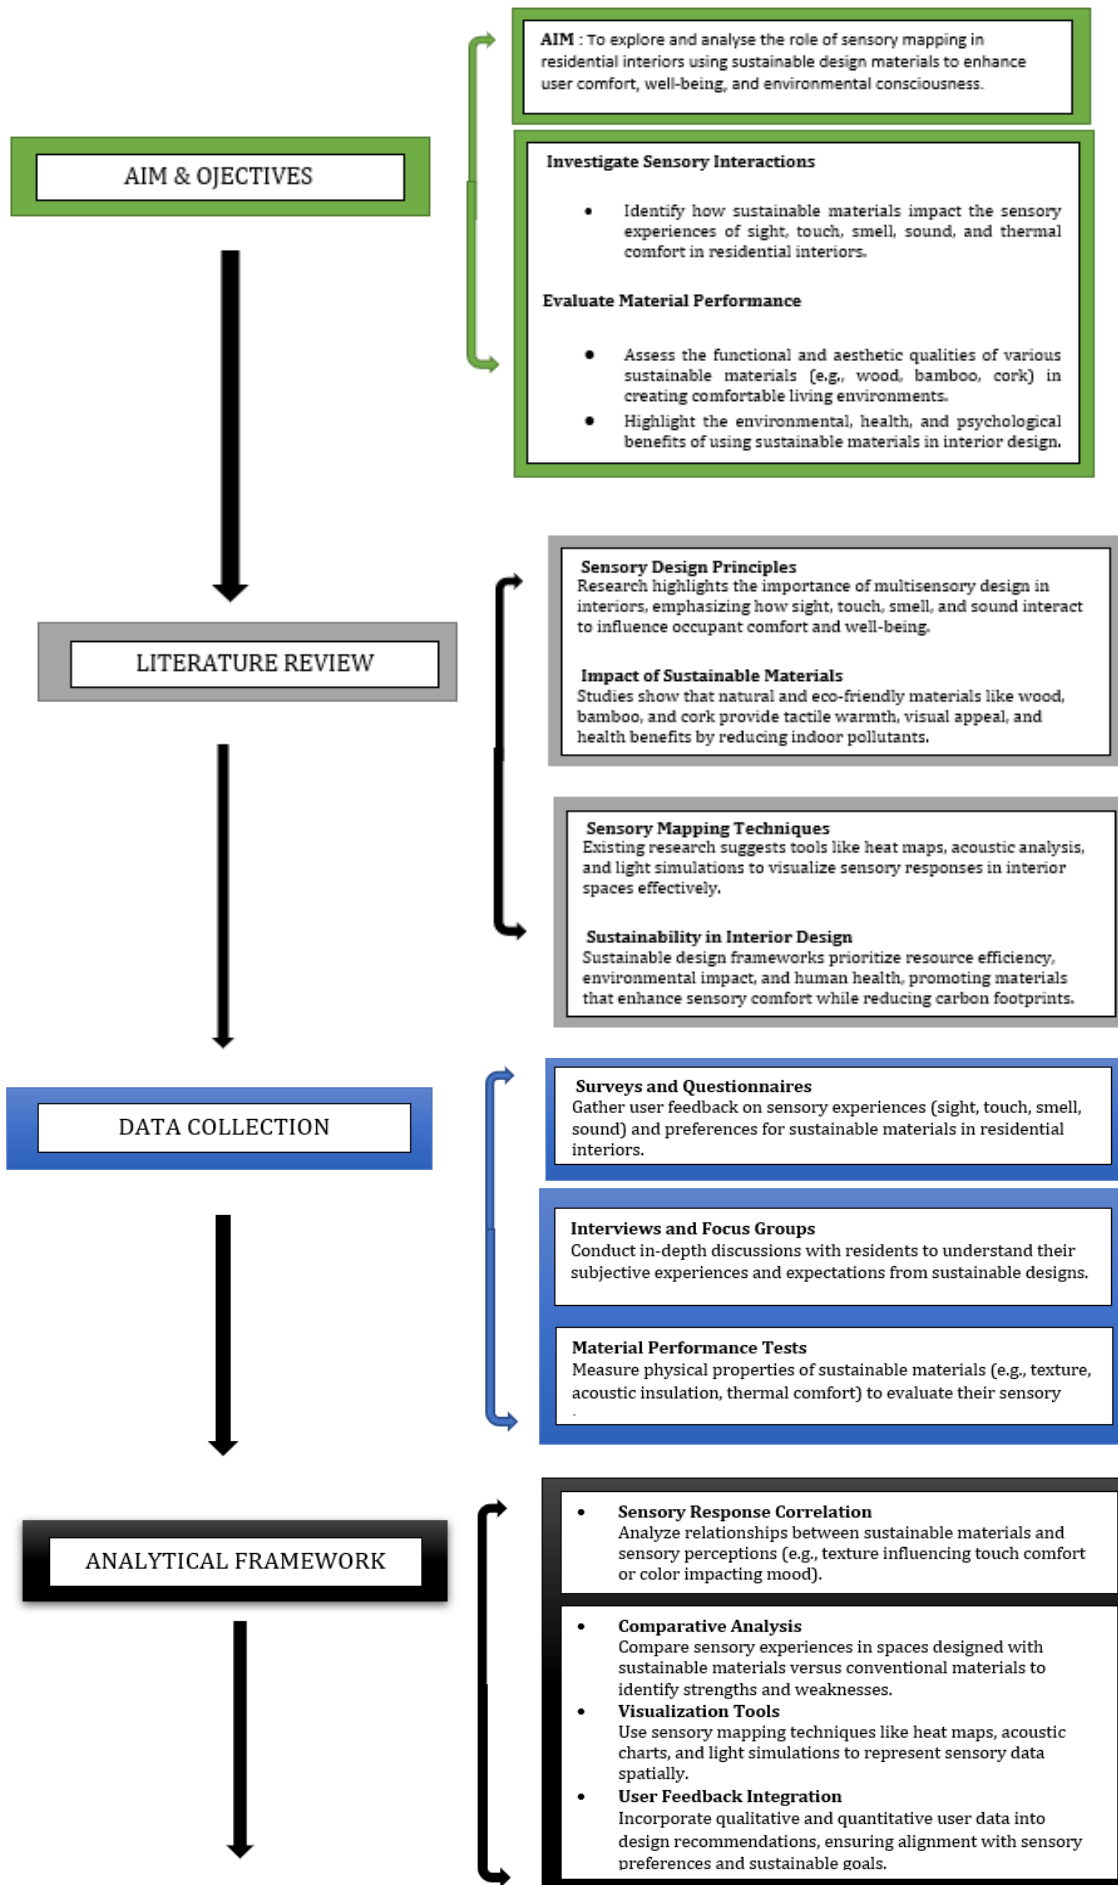 AIM & OJECTIVES
AIM : To explore and analyse the role of sensory mapping in
residential interiors using sustainable design materials to enhance
user comfort, well-being, and environmental consciousness.
Investigate Sensory Interactions
• Identify how sustainable materials impact the sensory
experiences of sight, touch, smell, sound, and thermal
comfort in residential interiors.
Evaluate Material Performance
• Assess the functional and aesthetic qualities of various
sustainable materials (e.g., wood, bamboo, cork) in
creating comfortable living environments.
• Highlight the environmental, health, and psychological
benefits of using sustainable materials in interior design.
LITERATURE REVIEW
Sensory Design Principles
Research highlights the importance of multisensory design in
interiors, emphasizing how sight, touch, smell, and sound interact
to influence occupant comfort and well-being.
Impact of Sustainable Materials
Studies show that natural and eco-friendly materials like wood,
bamboo, and cork provide tactile warmth, visual appeal, and
health benefits by reducing indoor pollutants.
Sensory Mapping Techniques
Existing research suggests tools like heat maps, acoustic analysis,
and light simulations to visualize sensory responses in interior
spaces effectively.
Sustainability in Interior Design
Sustainable design frameworks prioritize resource efficiency,
environmental impact, and human health, promoting materials
that enhance sensory comfort while reducing carbon footprints.
DATA COLLECTION
Surveys and Questionnaires
Gather user feedback on sensory experiences (sight, touch, smell,
sound) and preferences for sustainable materials in residential
interiors.
Interviews and Focus Groups
Conduct in-depth discussions with residents to understand their
subjective experiences and expectations from sustainable designs.
Material Performance Tests
Measure physical properties of sustainable materials (e.g., texture,
acoustic insulation, thermal comfort) to evaluate their sensory
ANALYTICAL FRAMEWORK
• Sensory Response Correlation
Analyze relationships between sustainable materials and
sensory perceptions (e.g., texture influencing touch comfort
or color impacting mood).
• Comparative Analysis
Compare sensory experiences in spaces designed with
sustainable materials versus conventional materials to
identify strengths and weaknesses.
• Visualization Tools
Use sensory mapping techniques like heat maps, acoustic
charts, and light simulations to represent sensory data
spatially.
• User Feedback Integration
Incorporate qualitative and quantitative user data into
design recommendations, ensuring alignment with sensory
preferences and sustainable goals.